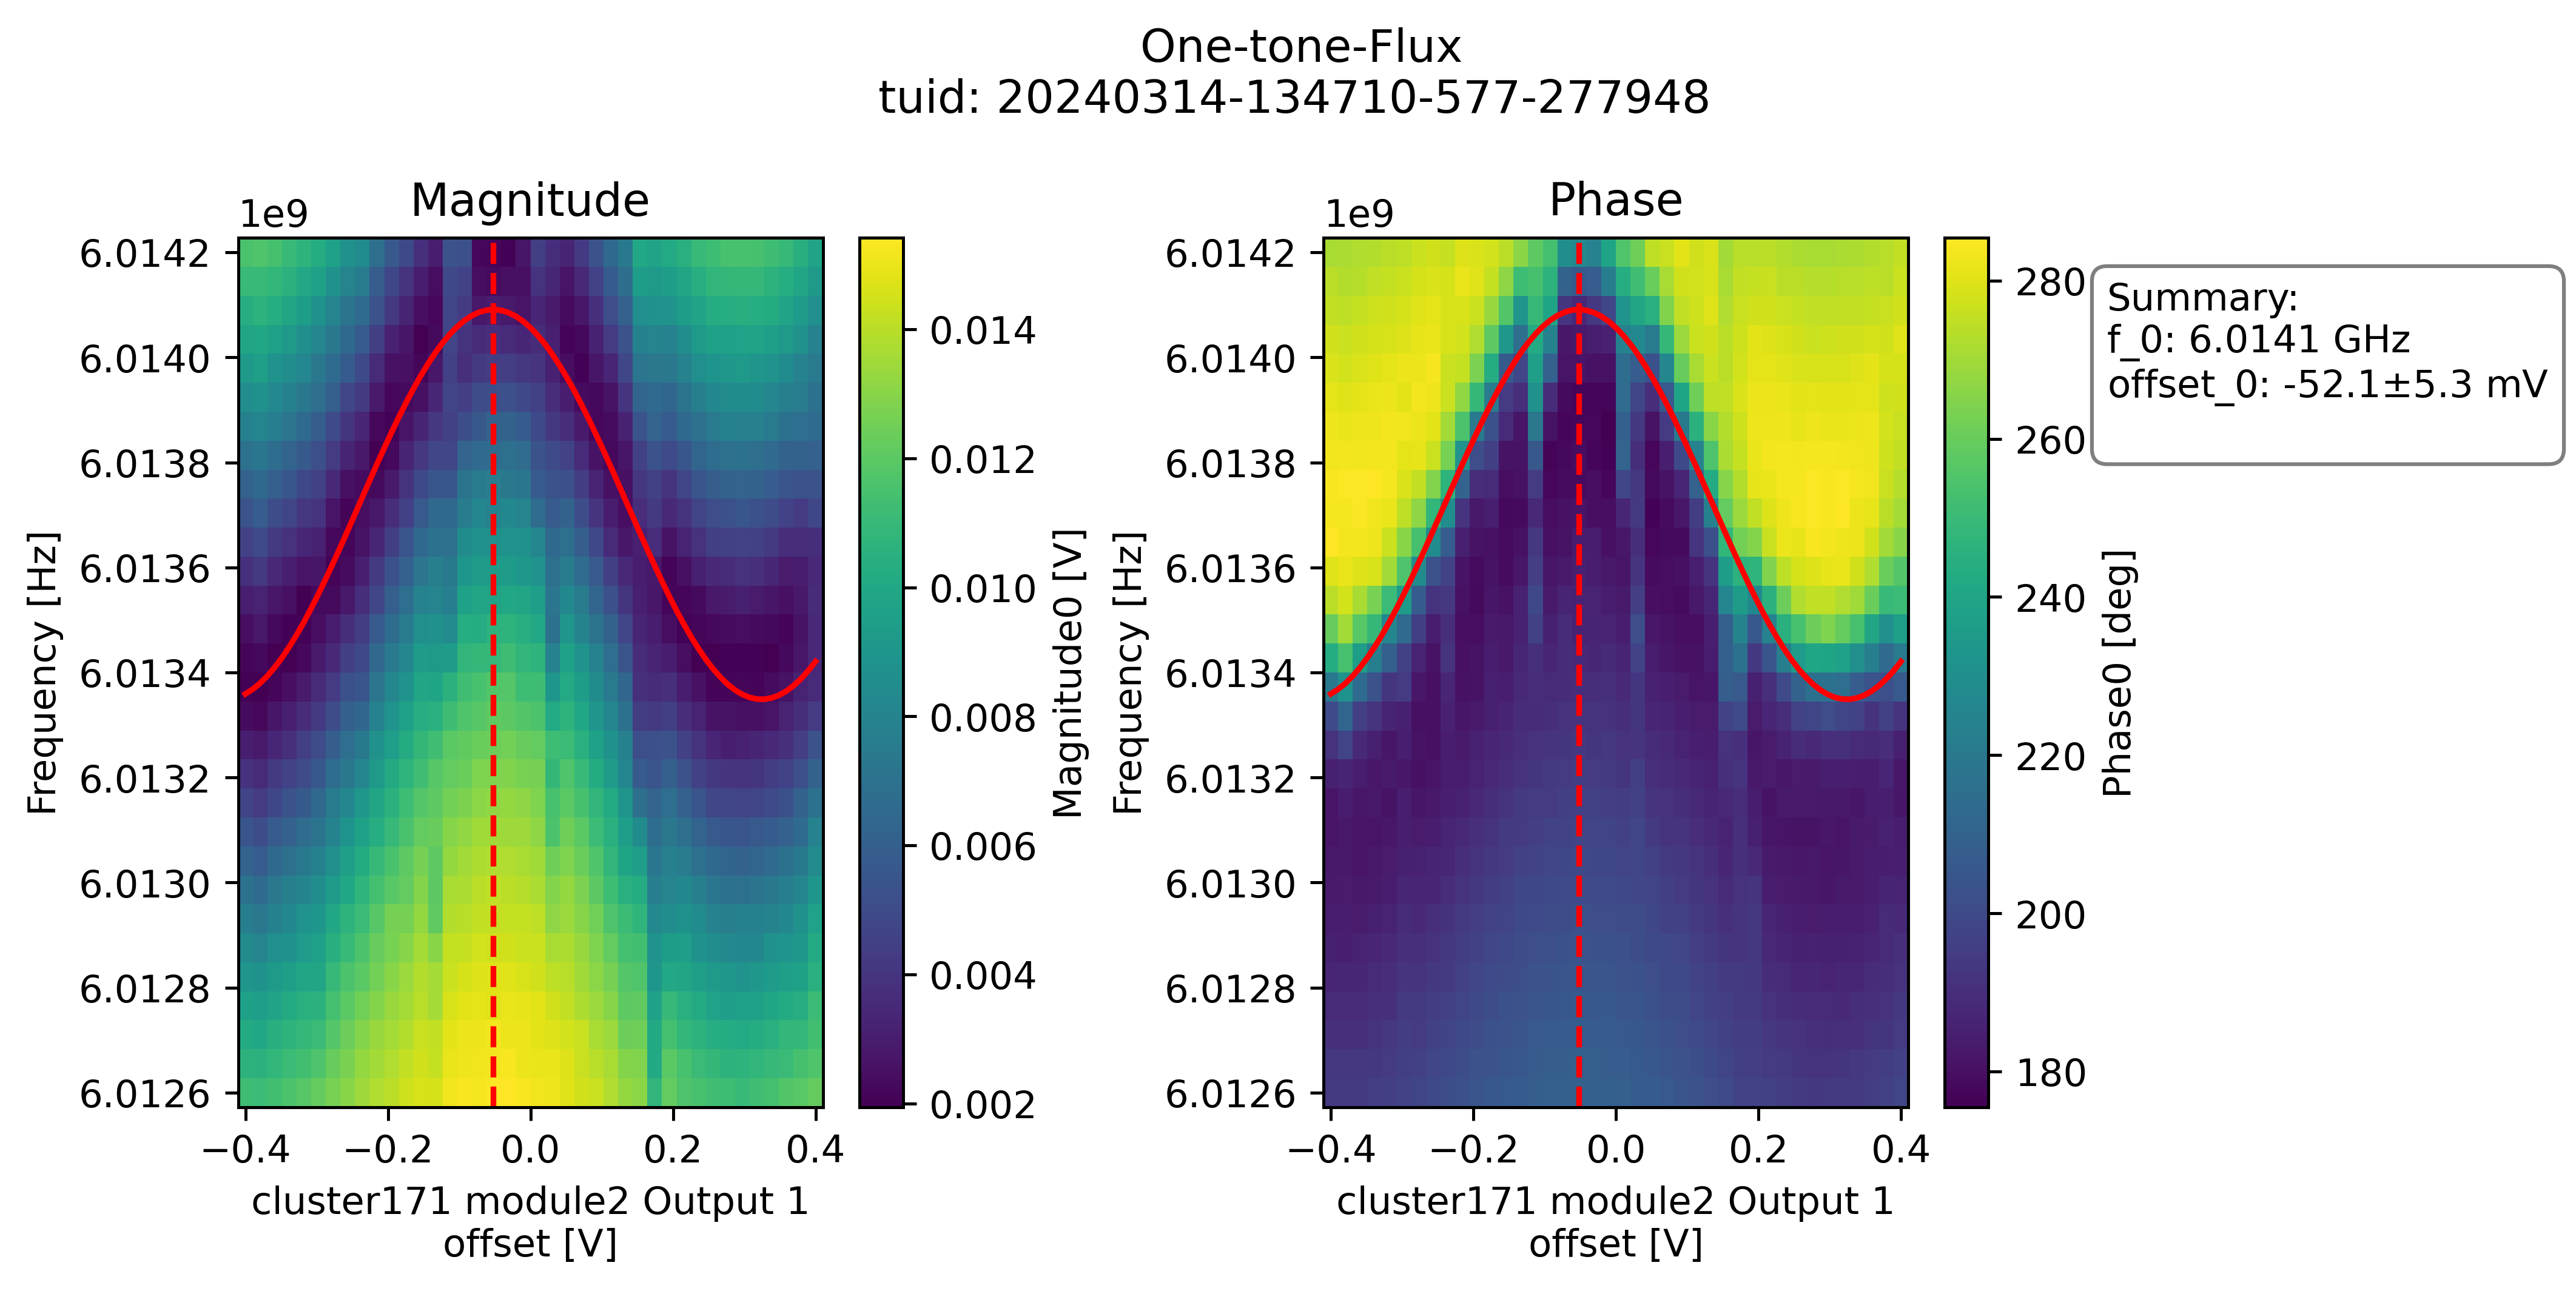 One-tone-Flux
tuid: 20240314-134710-577-277948
Magnitude
1e9
6.0142
6.0140
6.0138
6.0136
6.0134
6.0132
6.0130
6.0128
6.0126
Frequency [Hz]
−0.4
−0.2
0.0
0.2
0.4
cluster171 module2 Output 1
offset [V]
0.014
0.012
0.010
0.008
0.006
0.004
0.002
Magnitude0 [V]
Phase
1e9
6.0142
6.0140
6.0138
6.0136
6.0134
6.0132
6.0130
6.0128
6.0126
Frequency [Hz]
−0.4
−0.2
0.0
0.2
0.4
cluster171 module2 Output 1
offset [V]
280
260
240
220
200
180
Phase0 [deg]
Summary:
f_0: 6.0141 GHz
offset_0: -52.1±5.3 mV